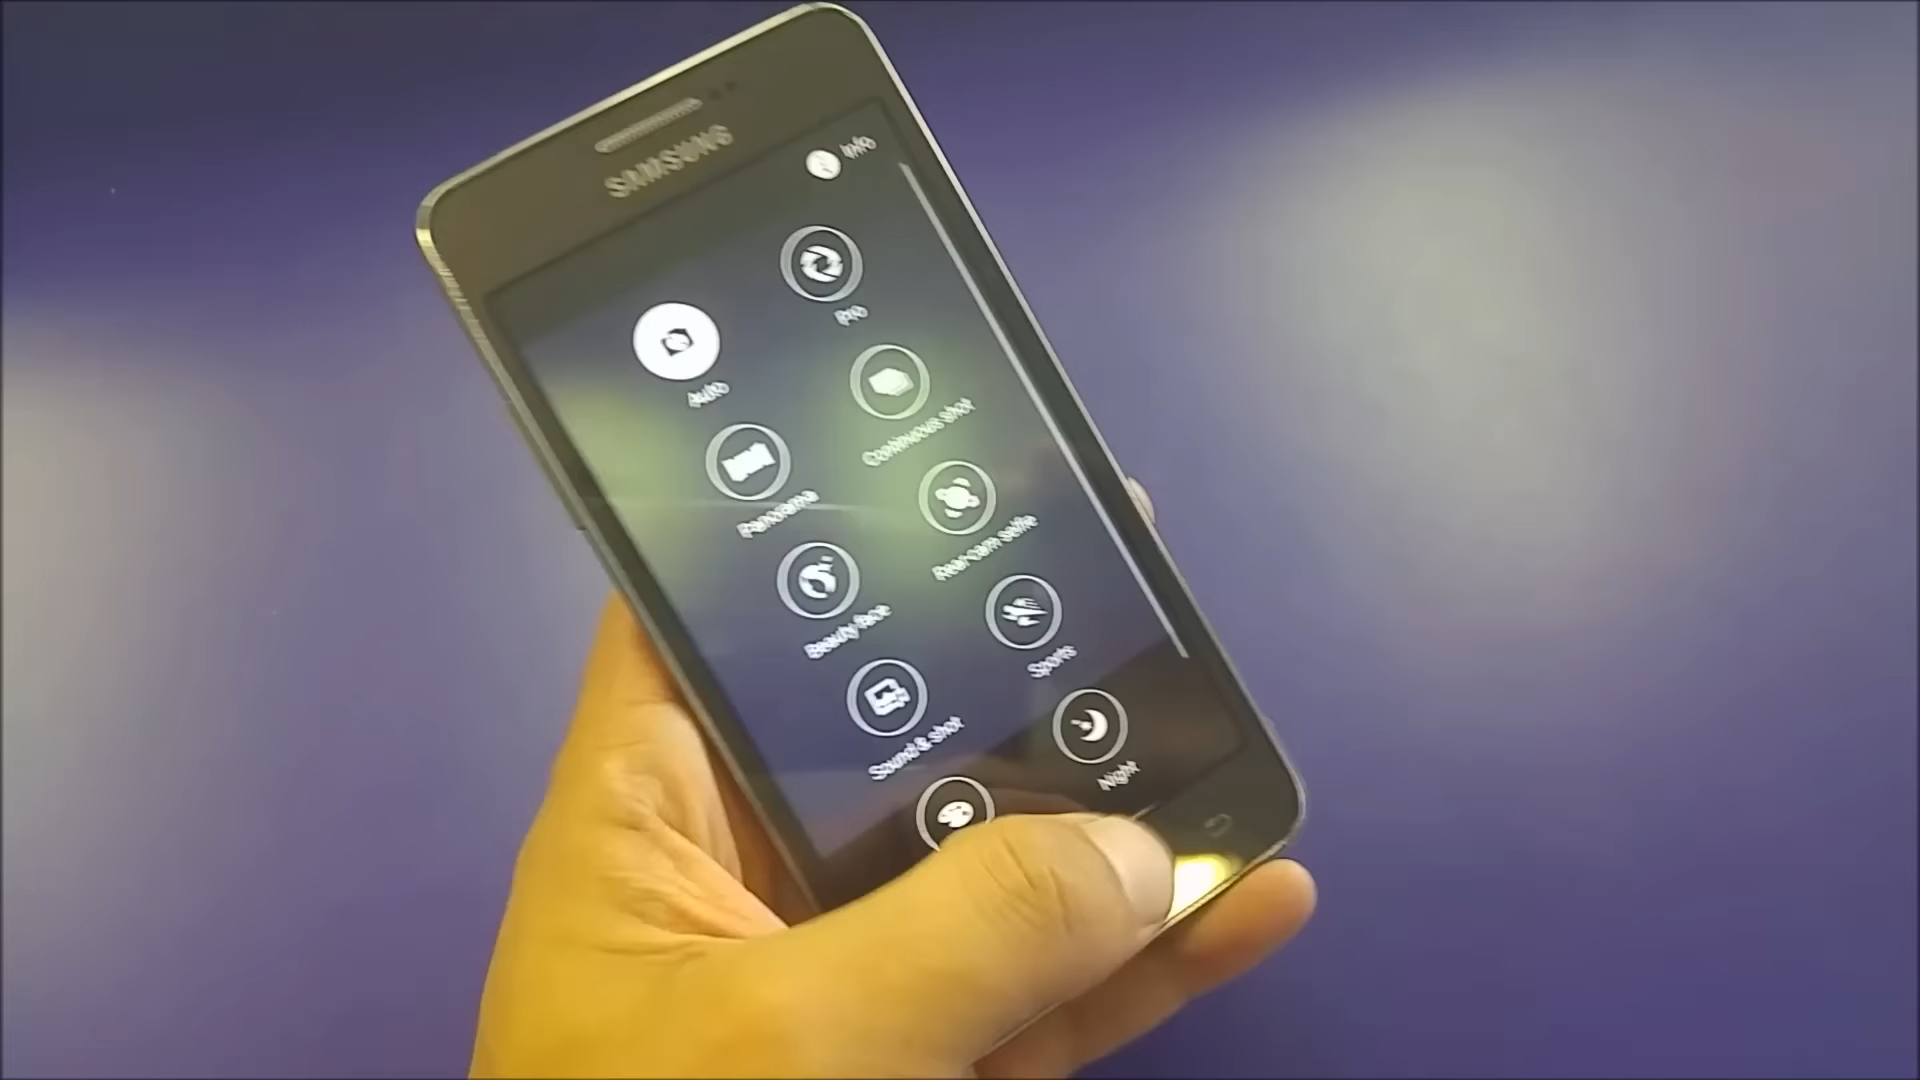 SAMSUNG
Info
Auto
Pro
Panorama
Continuous shot
Beauty face
Rear-cam selfie
Sound & shot
Sports
Night